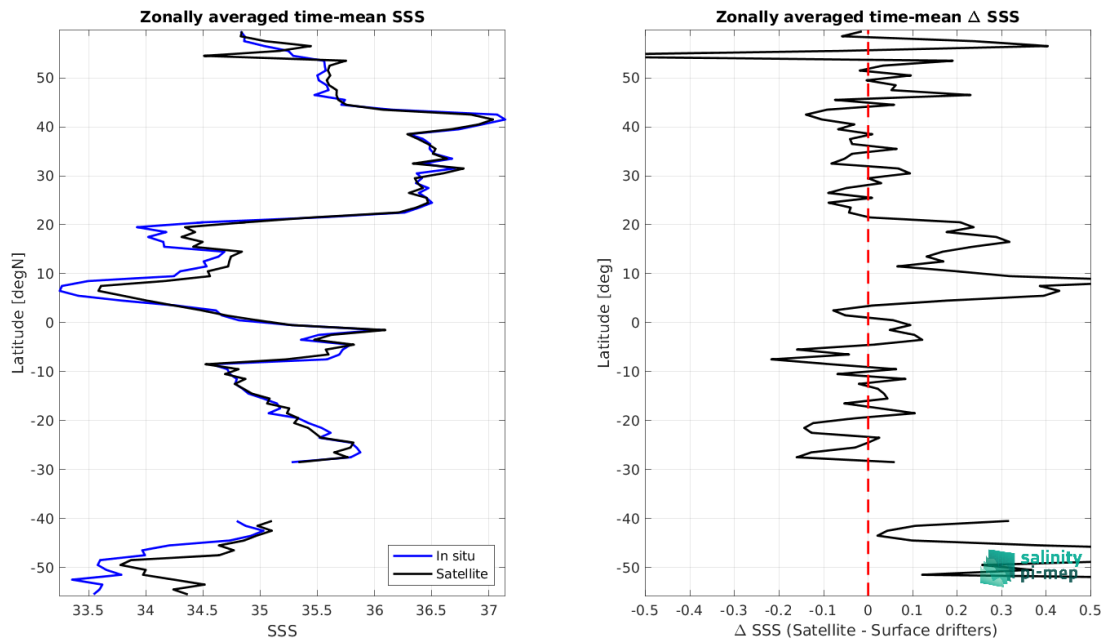 Zonally averaged time-mean SSS
Latitude [degN]
50
40
30
20
10
0
-10
-20
-30
-40
-50
33.5 34 34.5 35 35.5 36 36.5 37
SSS
In situ
Satellite
Zonally averaged time-mean Δ SSS
Latitude [deg]
50
40
30
20
10
0
-10
-20
-30
-40
-50
-0.5 -0.4 -0.3 -0.2 -0.1 0 0.1 0.2 0.3 0.4 0.5
Δ SSS (Satellite - Surface drifters)
salinity
pi-mep